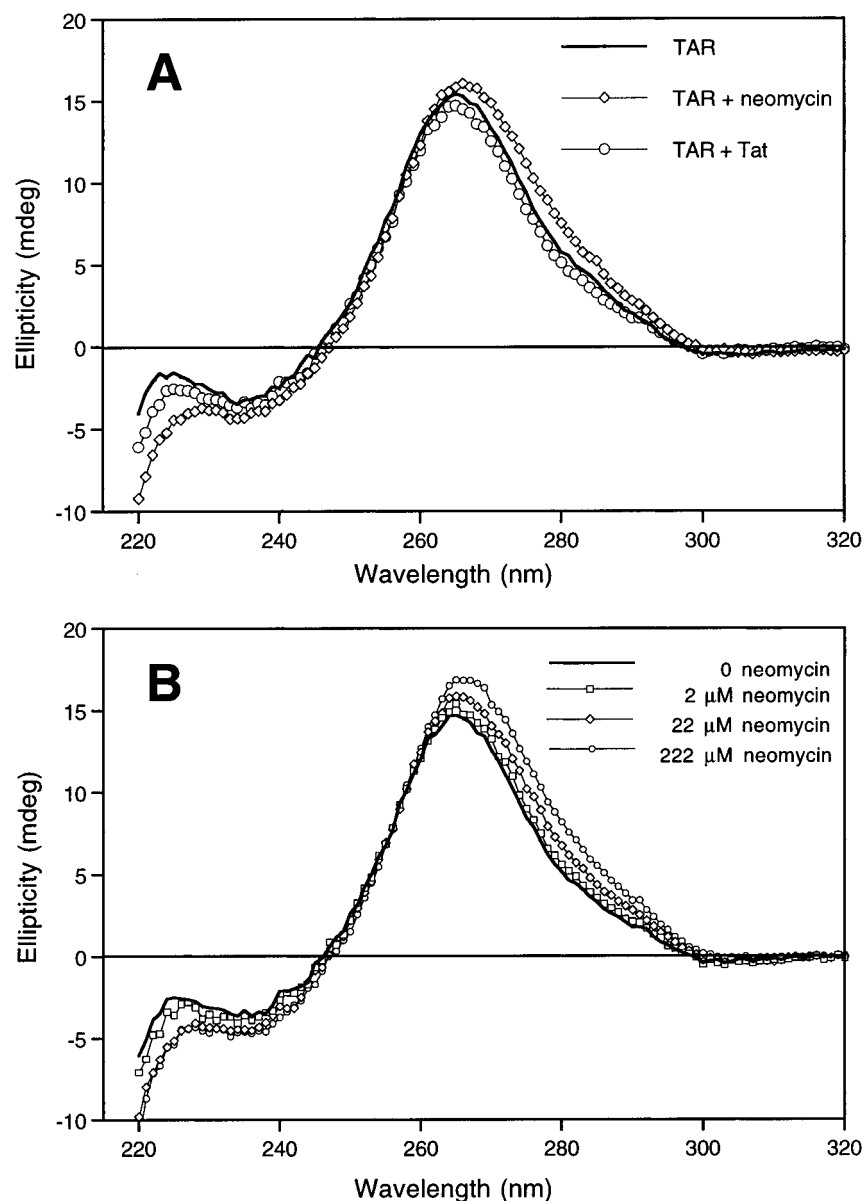 A
TAR
TAR + neomycin
TAR + Tat
20
15
10
5
0
-5
-10
Ellipticity (mdeg)
220
240
260
280
300
320
Wavelength (nm)
B
0 neomycin
2 μM neomycin
22 μM neomycin
222 μM neomycin
20
15
10
5
0
-5
-10
Ellipticity (mdeg)
220
240
260
280
300
320
Wavelength (nm)